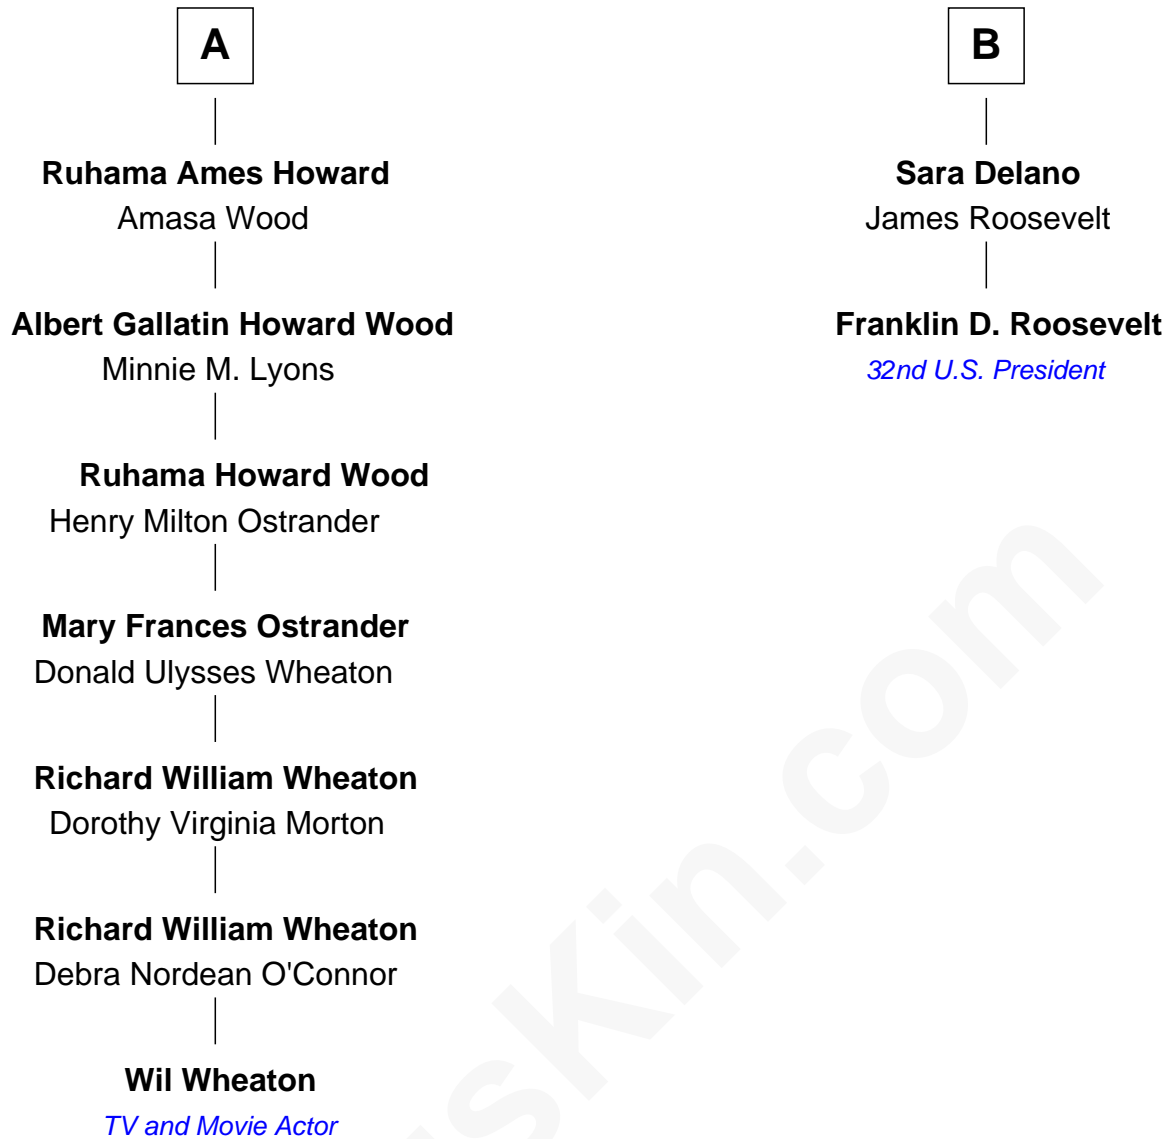 A
Ruhama Ames Howard
Amasa Wood
Albert Gallatin Howard Wood
Minnie M. Lyons
Ruhama Howard Wood
Henry Milton Ostrander
Mary Frances Ostrander
Donald Ulysses Wheaton
Richard William Wheaton
Dorothy Virginia Morton
Richard William Wheaton
Debra Nordean O'Connor
Wil Wheaton
TV and Movie Actor
B
Sara Delano
James Roosevelt
Franklin D. Roosevelt
32nd U.S. President
sKin.com